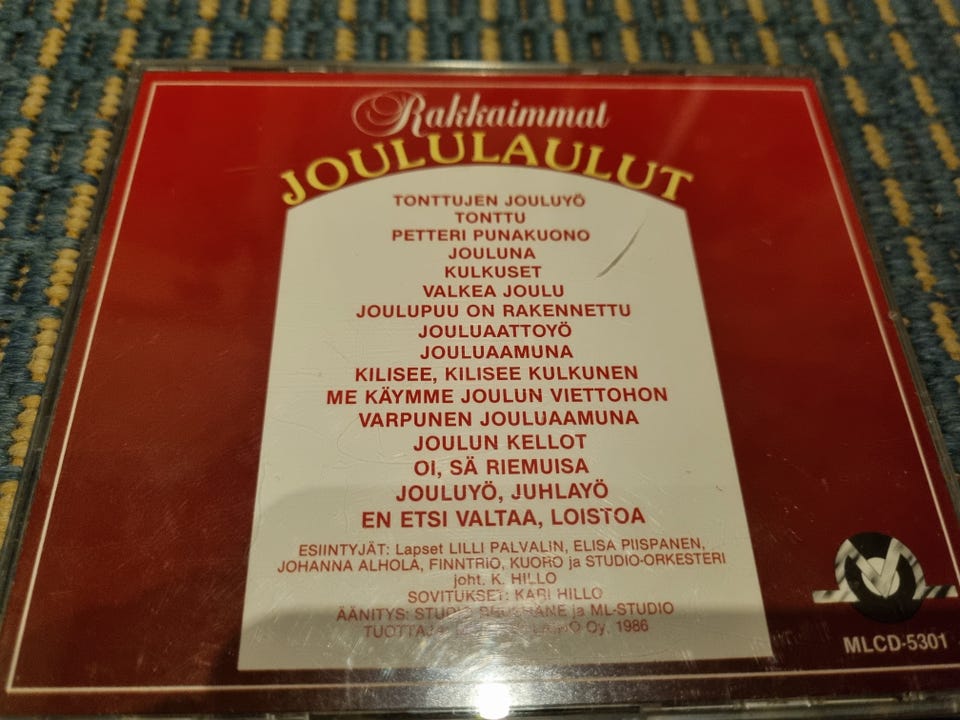 Rakkaimmat
JOULULAULUT
TONTTUJEN JOULUYÖ
TONTTU
PETTERI PUNAKUONO
JOULUNA
KULKUSET
VALKEA JOULU
JOULUPUU ON RAKENNETTU
JOULUAATTOYÖ
JOULUAAMUNA
KILISEE, KILISEE KULKUNEN
ME KÄYMME JOULUN VIETTOHON
VARPUNEN JOULUAAMUNA
JOULUN KELLOT
OI, SÄ RIEMUISA
JOULUYÖ, JUHLAYÖ
EN ETSI VALTAA, LOISTOA
ESIINTYJÄT: Lapset LILLI PALVALIN, ELISA PIISPANEN,
JOHANNA ALHOLA, FINNTRIO, KUORO ja STUDIO-ORKESTERI
joht. K. HILLO
SOVITUKSET: KARI HILLO
ÄÄNITYS: STUDIO ja ML-STUDIO
Oy, 1986
MLCD-5301